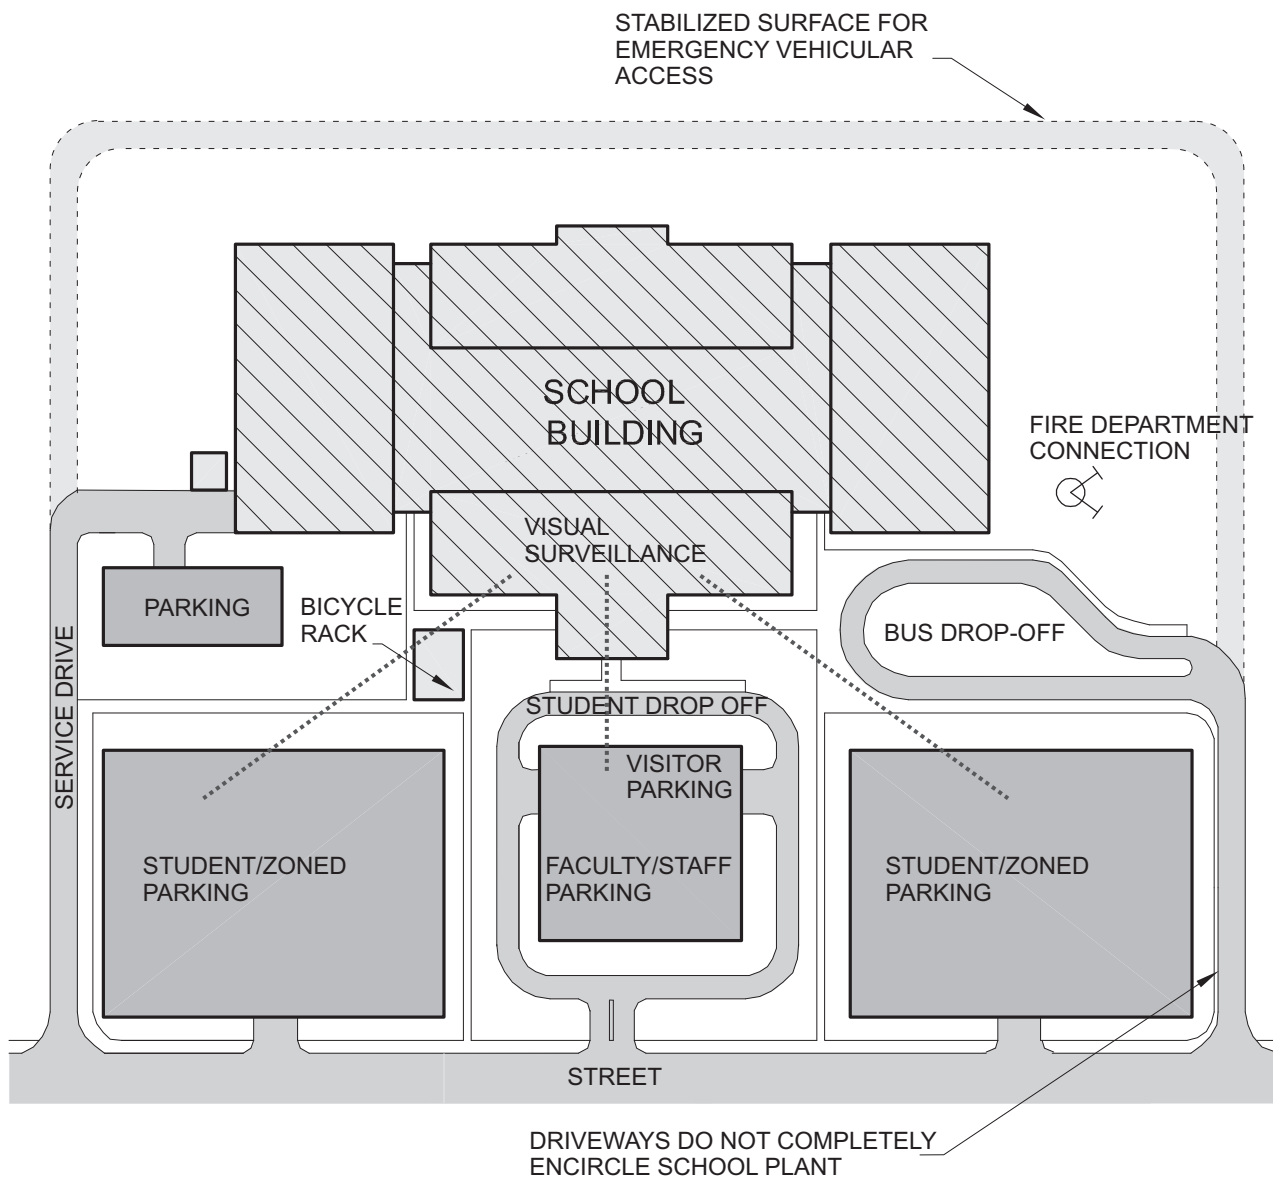 STABILIZED SURFACE FOR
EMERGENCY VEHICULAR
ACCESS
SCHOOL
BUILDING
FIRE DEPARTMENT
CONNECTION
VISUAL
SURVEILLANCE
PARKING
BICYCLE
RACK
BUS DROP-OFF
SERVICE DRIVE
STUDENT DROP OFF
VISITOR
PARKING
STUDENT/ZONED
PARKING
FACULTY/STAFF
PARKING
STUDENT/ZONED
PARKING
STREET
DRIVEWAYS DO NOT COMPLETELY
ENCIRCLE SCHOOL PLANT